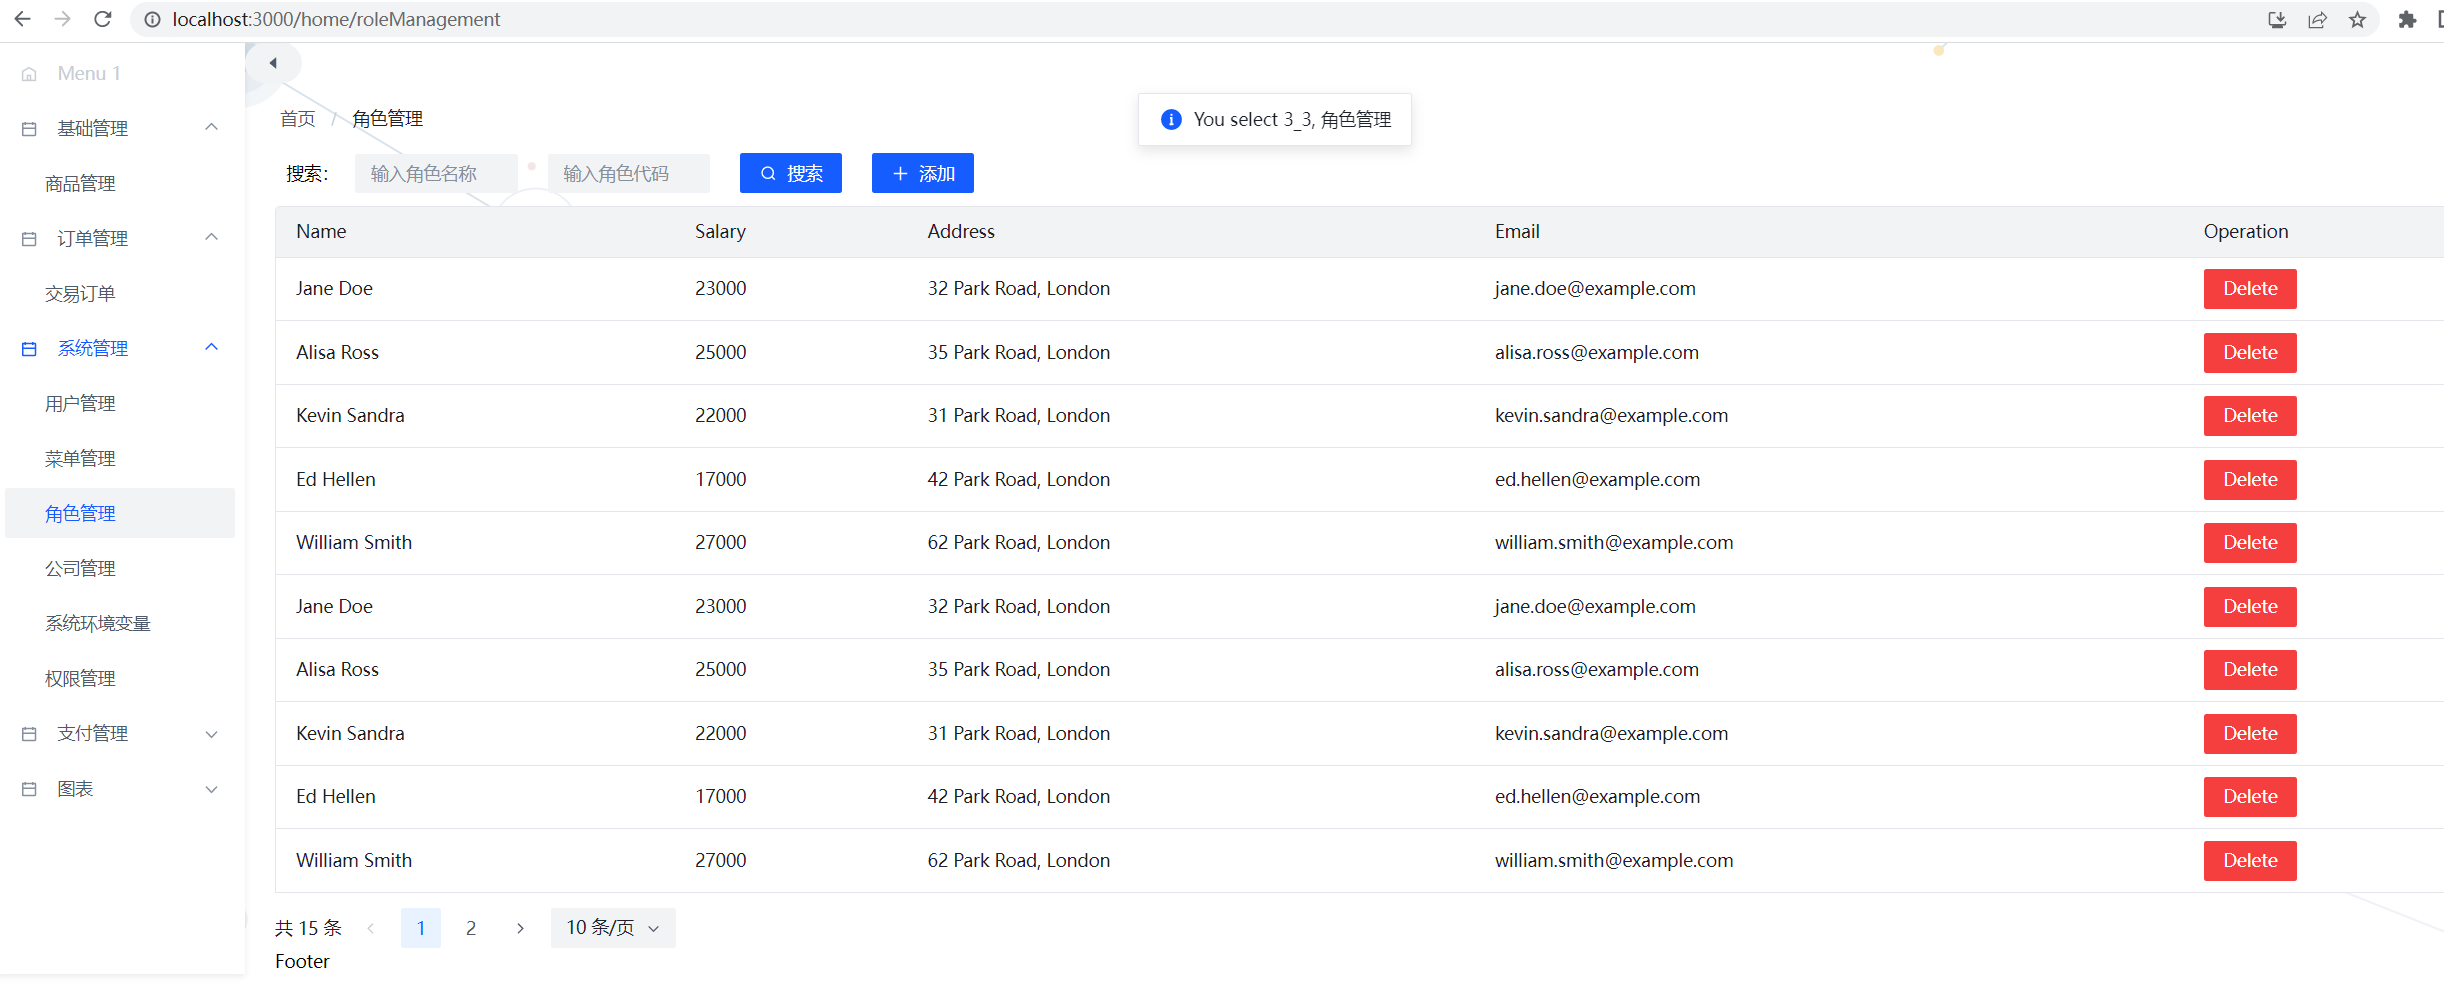 localhost:3000/home/roleManagement
Menu 1
基础管理
商品管理
订单管理
交易订单
系统管理
用户管理
菜单管理
角色管理
公司管理
系统环境变量
权限管理
支付管理
图表
首页 / 角色管理
You select 3_3, 角色管理
搜索: 输入角色名称 输入角色代码 搜索 添加
Name Salary Address Email Operation
Jane Doe 23000 32 Park Road, London jane.doe@example.com Delete
Alisa Ross 25000 35 Park Road, London alisa.ross@example.com Delete
Kevin Sandra 22000 31 Park Road, London kevin.sandra@example.com Delete
Ed Hellen 17000 42 Park Road, London ed.hellen@example.com Delete
William Smith 27000 62 Park Road, London william.smith@example.com Delete
Jane Doe 23000 32 Park Road, London jane.doe@example.com Delete
Alisa Ross 25000 35 Park Road, London alisa.ross@example.com Delete
Kevin Sandra 22000 31 Park Road, London kevin.sandra@example.com Delete
Ed Hellen 17000 42 Park Road, London ed.hellen@example.com Delete
William Smith 27000 62 Park Road, London william.smith@example.com Delete
共 15 条 1 2 10 条/页
Footer